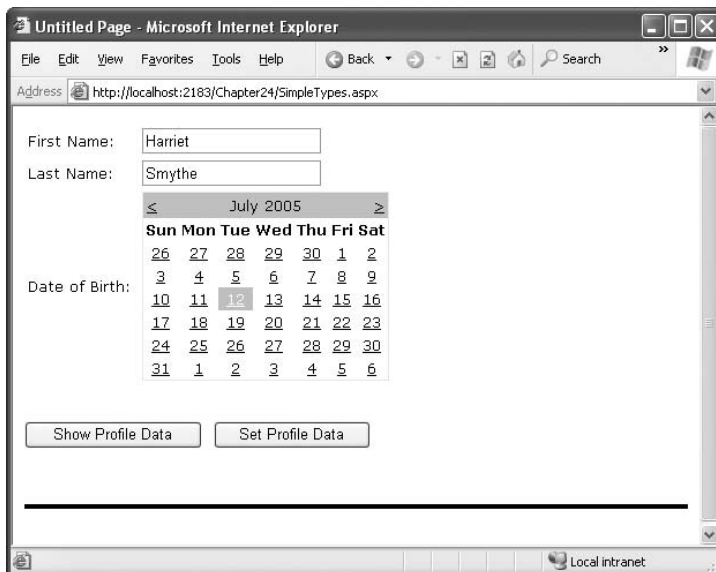 Untitled Page - Microsoft Internet Explorer
File Edit View Favorites Tools Help Back Search »
Address http://localhost:2183/Chapter24/SimpleTypes.aspx
First Name: Harriet
Last Name: Smythe
< July 2005 >
Sun Mon Tue Wed Thu Fri Sat
26 27 28 29 30 1 2
3 4 5 6 7 8 9
Date of Birth:
10 11 12 13 14 15 16
17 18 19 20 21 22 23
24 25 26 27 28 29 30
31 1 2 3 4 5 6
Show Profile Data Set Profile Data
Local intranet